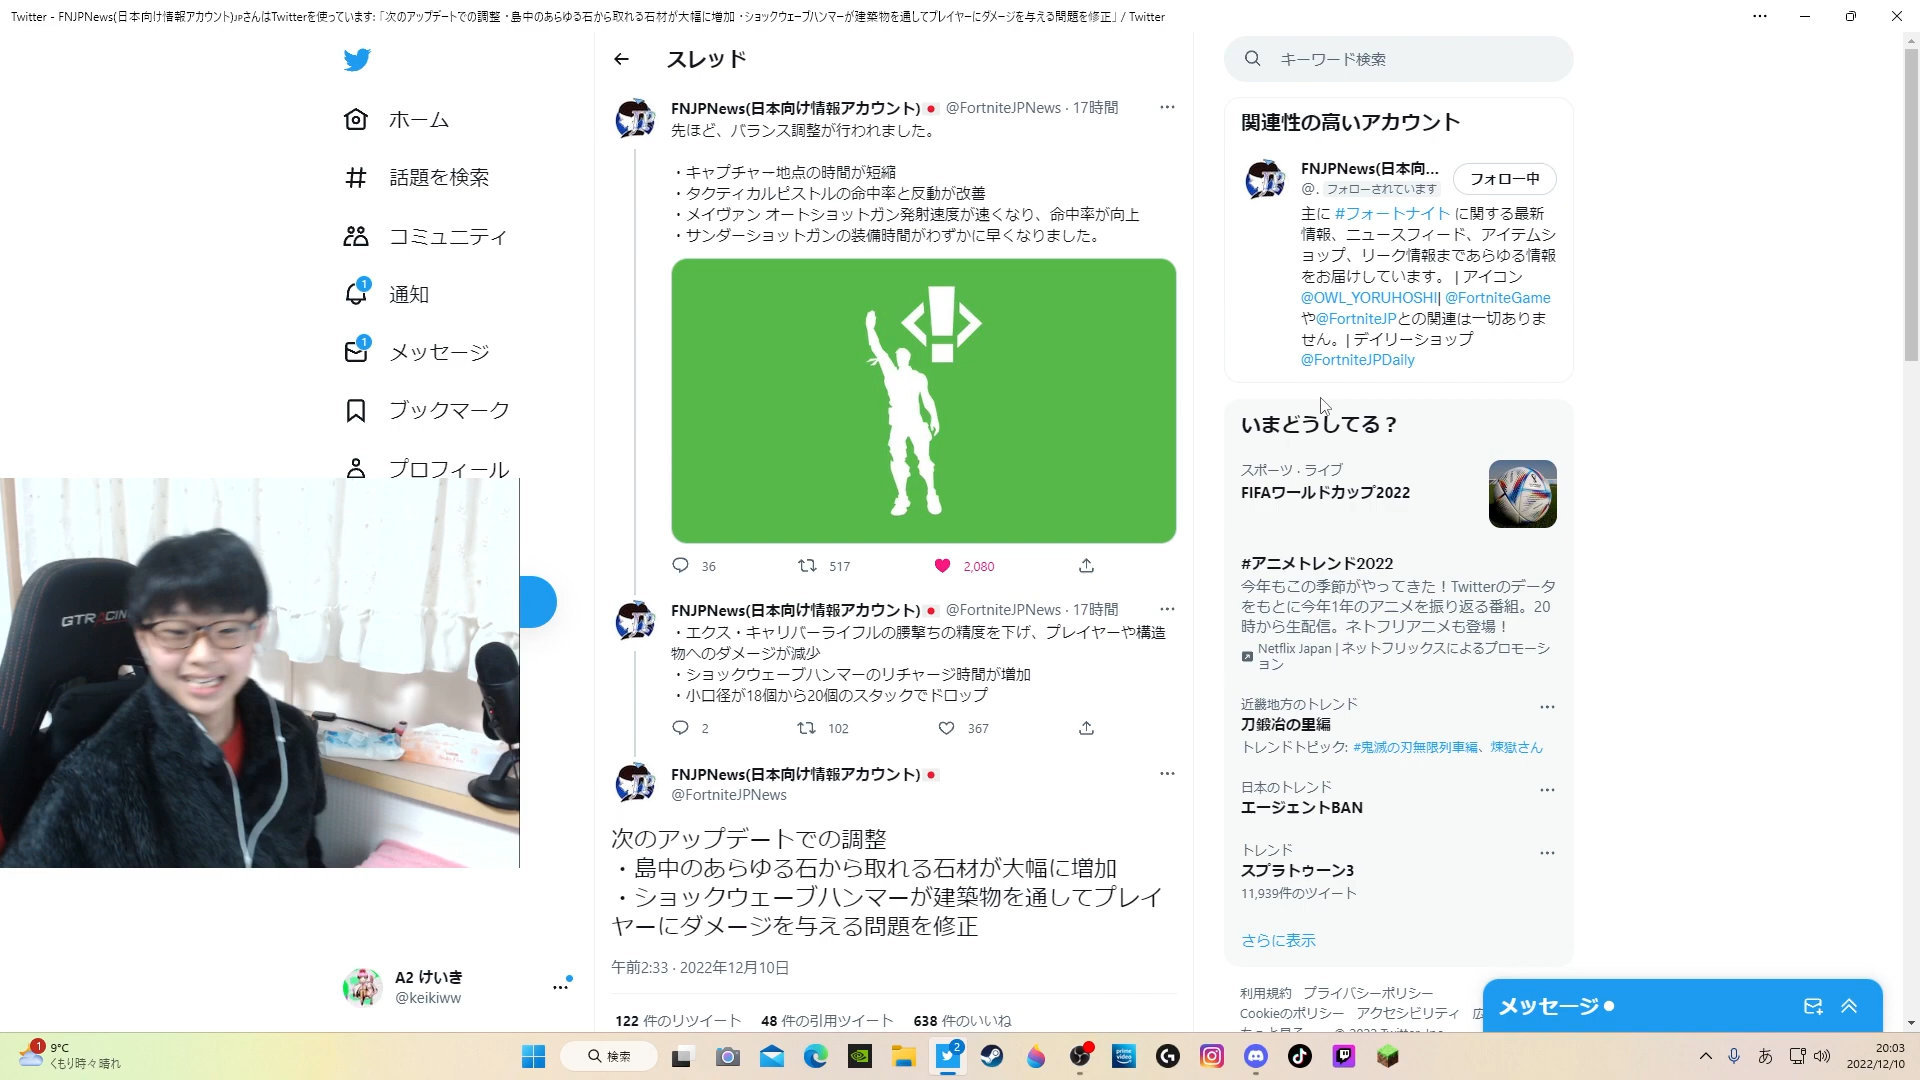 Twitter - FNJPNews(日本向け情報アカウント)JPさんはTwitterを使っています:「次のアップデートでの調整 ・島中のあらゆる石から取れる石材が大幅に増加 ・ショックウェーブハンマーが建築物を通してプレイヤーにダメージを与える問題を修正」 / Twitter
ホーム
話題を検索
コミュニティ
1
通知
1
メッセージ
ブックマーク
プロフィール
GTRACIN
A2 けいき
@keikiww
スレッド
FNJPNews(日本向け情報アカウント) @FortniteJPNews · 17時間
先ほど、バランス調整が行われました。
・キャプチャー地点の時間が短縮
・タクティカルピストルの命中率と反動が改善
・メイヴァン オートショットガン発射速度が速くなり、命中率が向上
・サンダーショットガンの装備時間がわずかに早くなりました。
36 517 2,080
FNJPNews(日本向け情報アカウント) @FortniteJPNews · 17時間
・エクス・キャリバーライフルの腰撃ちの精度を下げ、プレイヤーや構造
物へのダメージが減少
・ショックウェーブハンマーのリチャージ時間が増加
・小口径が18個から20個のスタックでドロップ
2 102 367
FNJPNews(日本向け情報アカウント)
@FortniteJPNews
次のアップデートでの調整
・島中のあらゆる石から取れる石材が大幅に増加
・ショックウェーブハンマーが建築物を通してプレイ
ヤーにダメージを与える問題を修正
午前2:33 · 2022年12月10日
122 件のリツイート 48 件の引用ツイート 638 件のいいね
キーワード検索
関連性の高いアカウント
FNJPNews(日本向...
@. フォローされています
フォロー中
主に #フォートナイト に関する最新
情報、ニュースフィード、アイテムシ
ョップ、リーク情報まであらゆる情報
をお届けしています。 | アイコン
@OWL_YORUHOSHI| @FortniteGame
や@FortniteJPとの関連は一切ありま
せん。| デイリーショップ
@FortniteJPDaily
いまどうしてる？
スポーツ · ライブ
FIFAワールドカップ2022
#アニメトレンド2022
今年もこの季節がやってきた！Twitterのデータ
をもとに今年1年のアニメを振り返る番組。20
時から生配信。ネトフリアニメも登場！
Netflix Japan | ネットフリックスによるプロモーシ
ョン
近畿地方のトレンド
刀鍛冶の里編
トレンドトピック: #鬼滅の刃無限列車編、煉獄さん
日本のトレンド
エージェントBAN
トレンド
スプラトゥーン3
11,939件のツイート
さらに表示
利用規約 プライバシーポリシー
Cookieのポリシー アクセシビリティ 広
メッセージ
1
9°C
くもり時々晴れ
検索
2
prime video
あ
20:03
2022/12/10